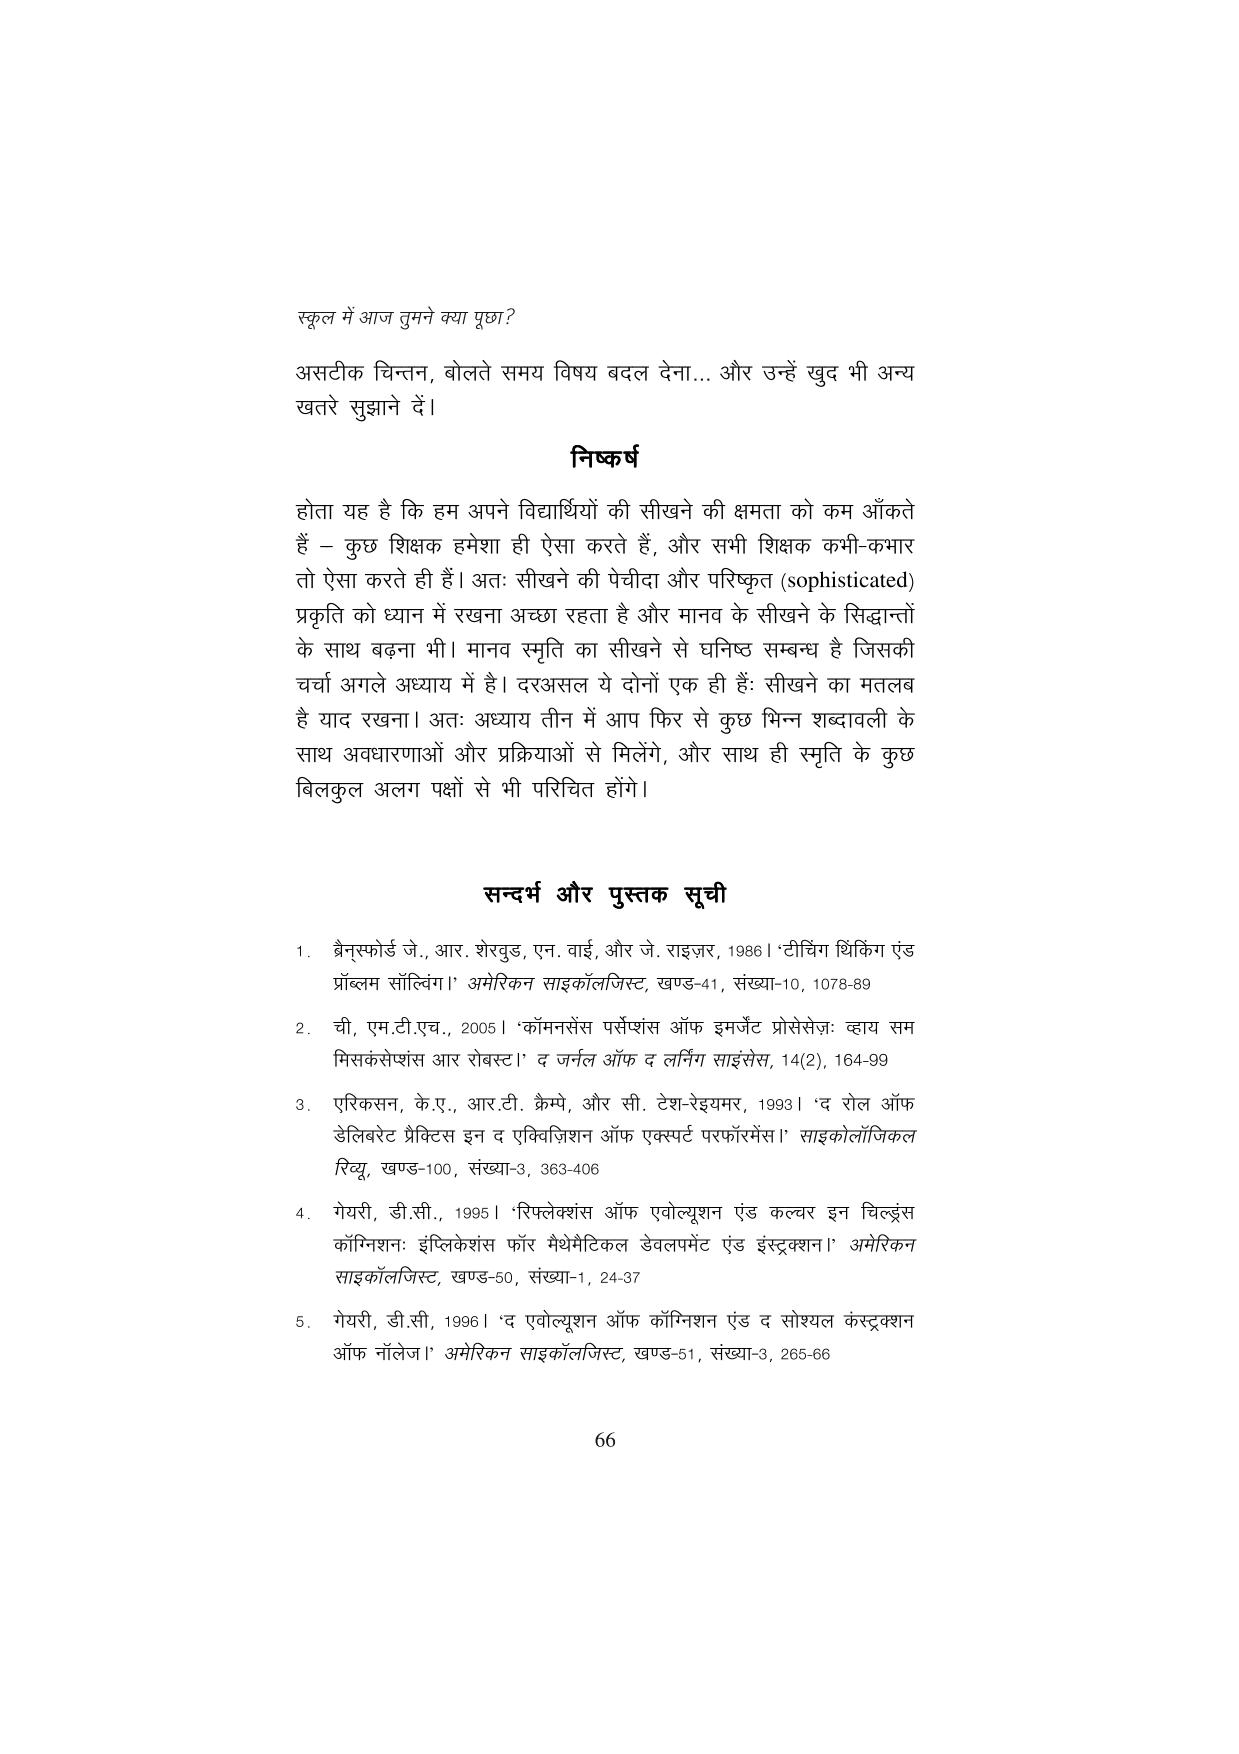 स्कूल में आज तुमने क्या पूछा?
असटीक चिन्तन, बोलते समय विषय बदल देना... और उन्हें खुद भी अन्य
खतरे सुझाने दें।
निष्कर्ष
होता यह है कि हम अपने विद्यार्थियों की सीखने की क्षमता को कम आँकते
हैं – कुछ शिक्षक हमेशा ही ऐसा करते हैं, और सभी शिक्षक कभी-कभार
तो ऐसा करते ही हैं। अतः सीखने की पेचीदा और परिष्कृत (sophisticated)
प्रकृति को ध्यान में रखना अच्छा रहता है और मानव के सीखने के सिद्धान्तों
के साथ बढ़ना भी। मानव स्मृति का सीखने से घनिष्ठ सम्बन्ध है जिसकी
चर्चा अगले अध्याय में है। दरअसल ये दोनों एक ही हैंः सीखने का मतलब
है याद रखना। अतः अध्याय तीन में आप फिर से कुछ भिन्न शब्दावली के
साथ अवधारणाओं और प्रक्रियाओं से मिलेंगे, और साथ ही स्मृति के कुछ
बिलकुल अलग पक्षों से भी परिचित होंगे।
सन्दर्भ और पुस्तक सूची
1. ब्रैन्स्फोर्ड जे., आर. शेरवुड, एन. वाई, और जे. राइज़र, 1986। ‘टीचिंग थिंकिंग एंड
प्रॉब्लम सॉल्विंग।’ अमेरिकन साइकॉलजिस्ट, खण्ड-41, संख्या-10, 1078-89
2. ची, एम.टी.एच., 2005। ‘कॉमनसेंस पर्सेप्शंस ऑफ इमर्जेंट प्रोसेसेज़ः व्हाय सम
मिसकंसेप्शंस आर रोबस्ट।’ द जर्नल ऑफ द लर्निंग साइंसेस, 14(2), 164-99
3. एरिकसन, के.ए., आर.टी. क्रैम्पे, और सी. टेश-रेइयमर, 1993। ‘द रोल ऑफ
डेलिबरेट प्रैक्टिस इन द एक्विज़िशन ऑफ एक्स्पर्ट परफॉरमेंस।’ साइकोलॉजिकल
रिव्यू, खण्ड-100, संख्या-3, 363-406
4. गेयरी, डी.सी., 1995। ‘रिफ्लेक्शंस ऑफ एवोल्यूशन एंड कल्चर इन चिल्ड्रंस
कॉग्निशनः इंप्लिकेशंस फॉर मैथेमैटिकल डेवलपमेंट एंड इंस्ट्रक्शन।’ अमेरिकन
साइकॉलजिस्ट, खण्ड-50, संख्या-1, 24-37
5. गेयरी, डी.सी, 1996। ‘द एवोल्यूशन ऑफ कॉग्निशन एंड द सोश्यल कंस्ट्रक्शन
ऑफ नॉलेज।’ अमेरिकन साइकॉलजिस्ट, खण्ड-51, संख्या-3, 265-66
66